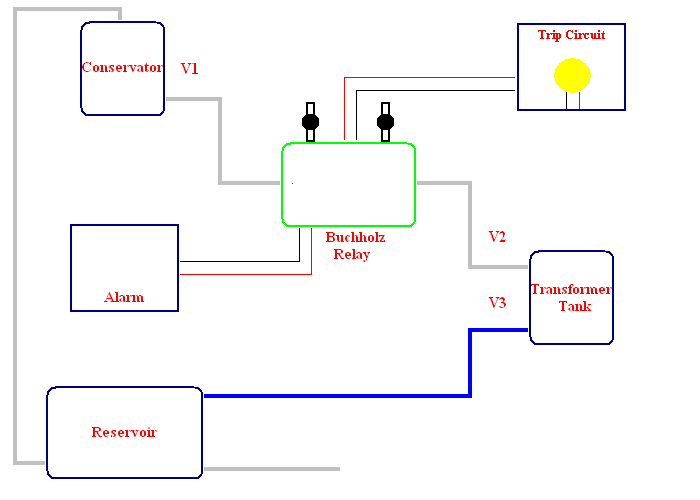 Trip Circuit
Conservator
V1
Buchholz
Relay
V2
Alarm
Transformer
Tank
V3
Reservoir